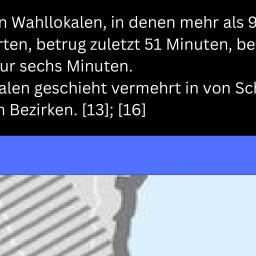 n Wahllokalen, in denen mehr als 9
rten, betrug zuletzt 51 Minuten, be
ur sechs Minuten.
alen geschieht vermehrt in von Sch
n Bezirken. [13]; [16]